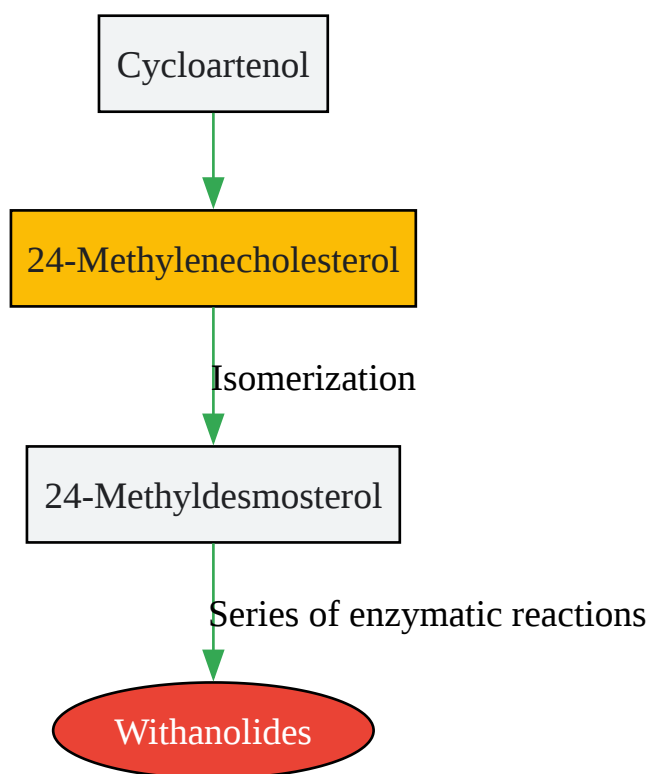 Cycloartenol
24-Methylenecholesterol
Isomerization
24-Methyldesmosterol
Series of enzymatic reactions
Withanolides